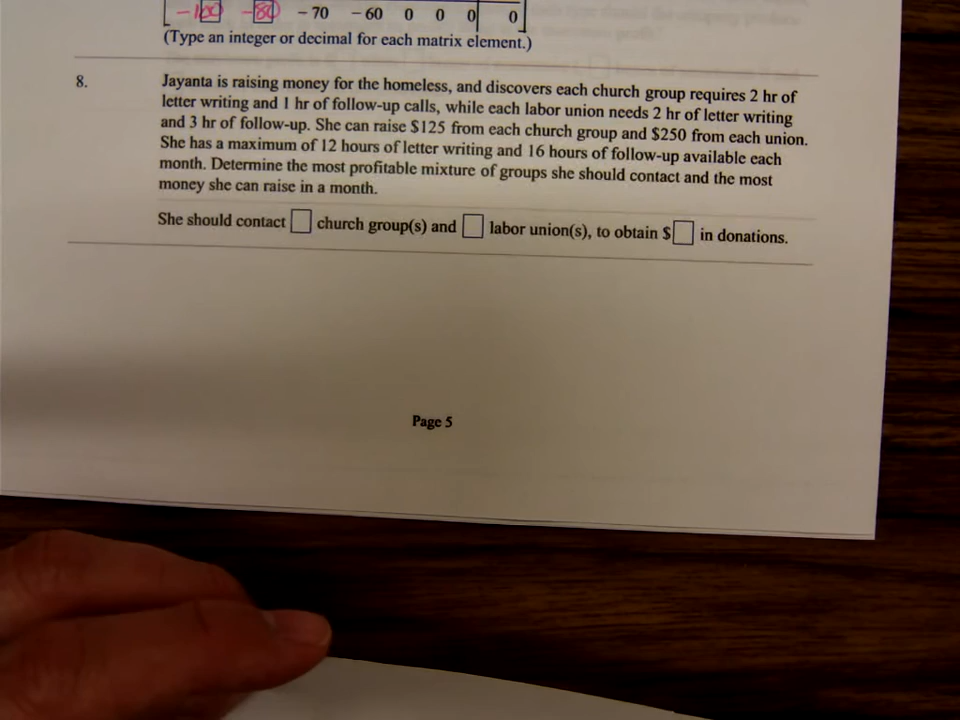 -100 -80 -70 -60 0 0 0 0
(Type an integer or decimal for each matrix element.)
8. Jayanta is raising money for the homeless, and discovers each church group requires 2 hr of
letter writing and 1 hr of follow-up calls, while each labor union needs 2 hr of letter writing
and 3 hr of follow-up. She can raise $125 from each church group and $250 from each union.
She has a maximum of 12 hours of letter writing and 16 hours of follow-up available each
month. Determine the most profitable mixture of groups she should contact and the most
money she can raise in a month.
She should contact church group(s) and labor union(s), to obtain $ in donations.
Page 5